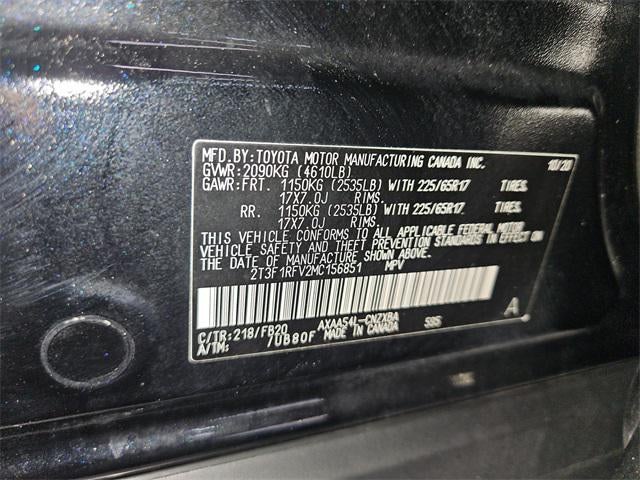 MFD. BY: TOYOTA MOTOR MANUFACTURING CANADA INC. 10/20
GVWR: 2090KG (4610LB)
GAWR: FRT. 1150KG (2535LB) WITH 225/65R17 TIRES.
17X7.0J RIMS.
RR. 1150KG (2535LB) WITH 225/65R17 TIRES.
17X7.0J RIMS.
THIS VEHICLE CONFORMS TO ALL APPLICABLE FEDERAL MOTOR
VEHICLE SAFETY AND THEFT PREVENTION STANDARDS IN EFFECT ON
THE DATE OF MANUFACTURE SHOWN ABOVE.
2T3F1RFV2MC156851 MPV
A
C/TR: 218/FB20 AXAA54L-CNZXBA 595
A/TM: /UB80F MADE IN CANADA